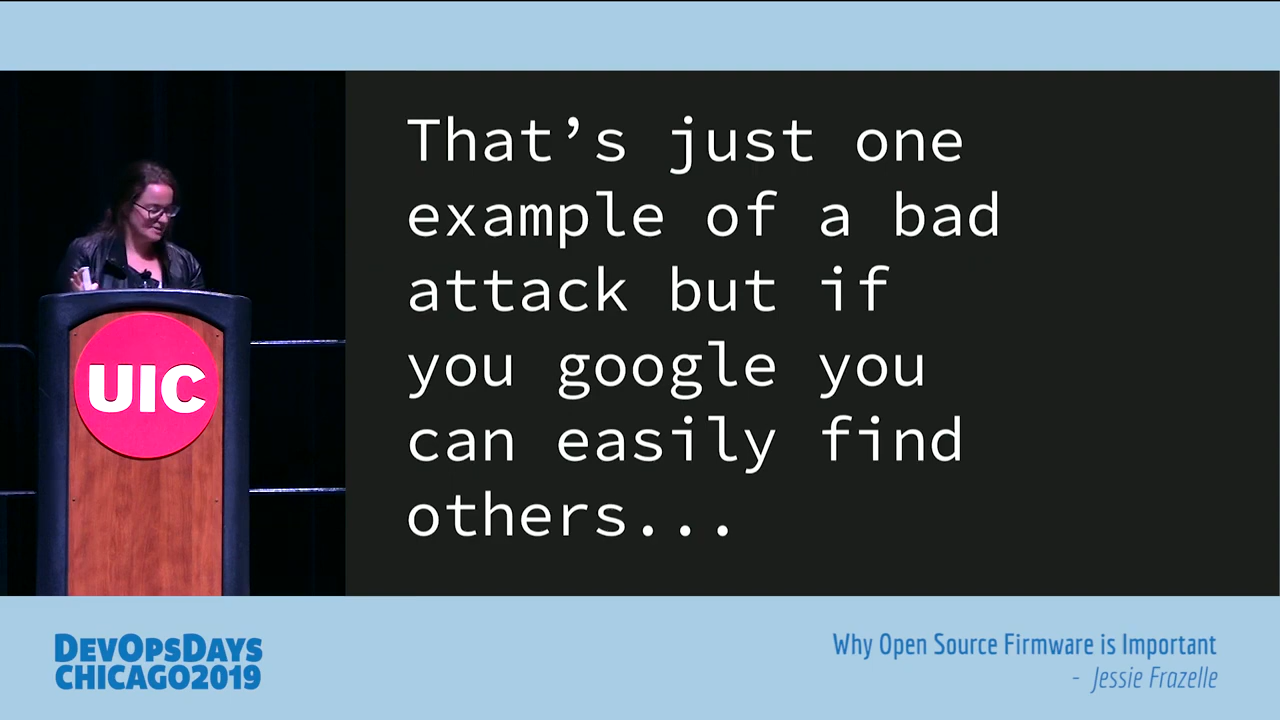 That’s just one
example of a bad
attack but if
you google you
can easily find
others...
UIC
DEVOPSDAYS
CHICAGO2019
Why Open Source Firmware is Important
- Jessie Frazelle